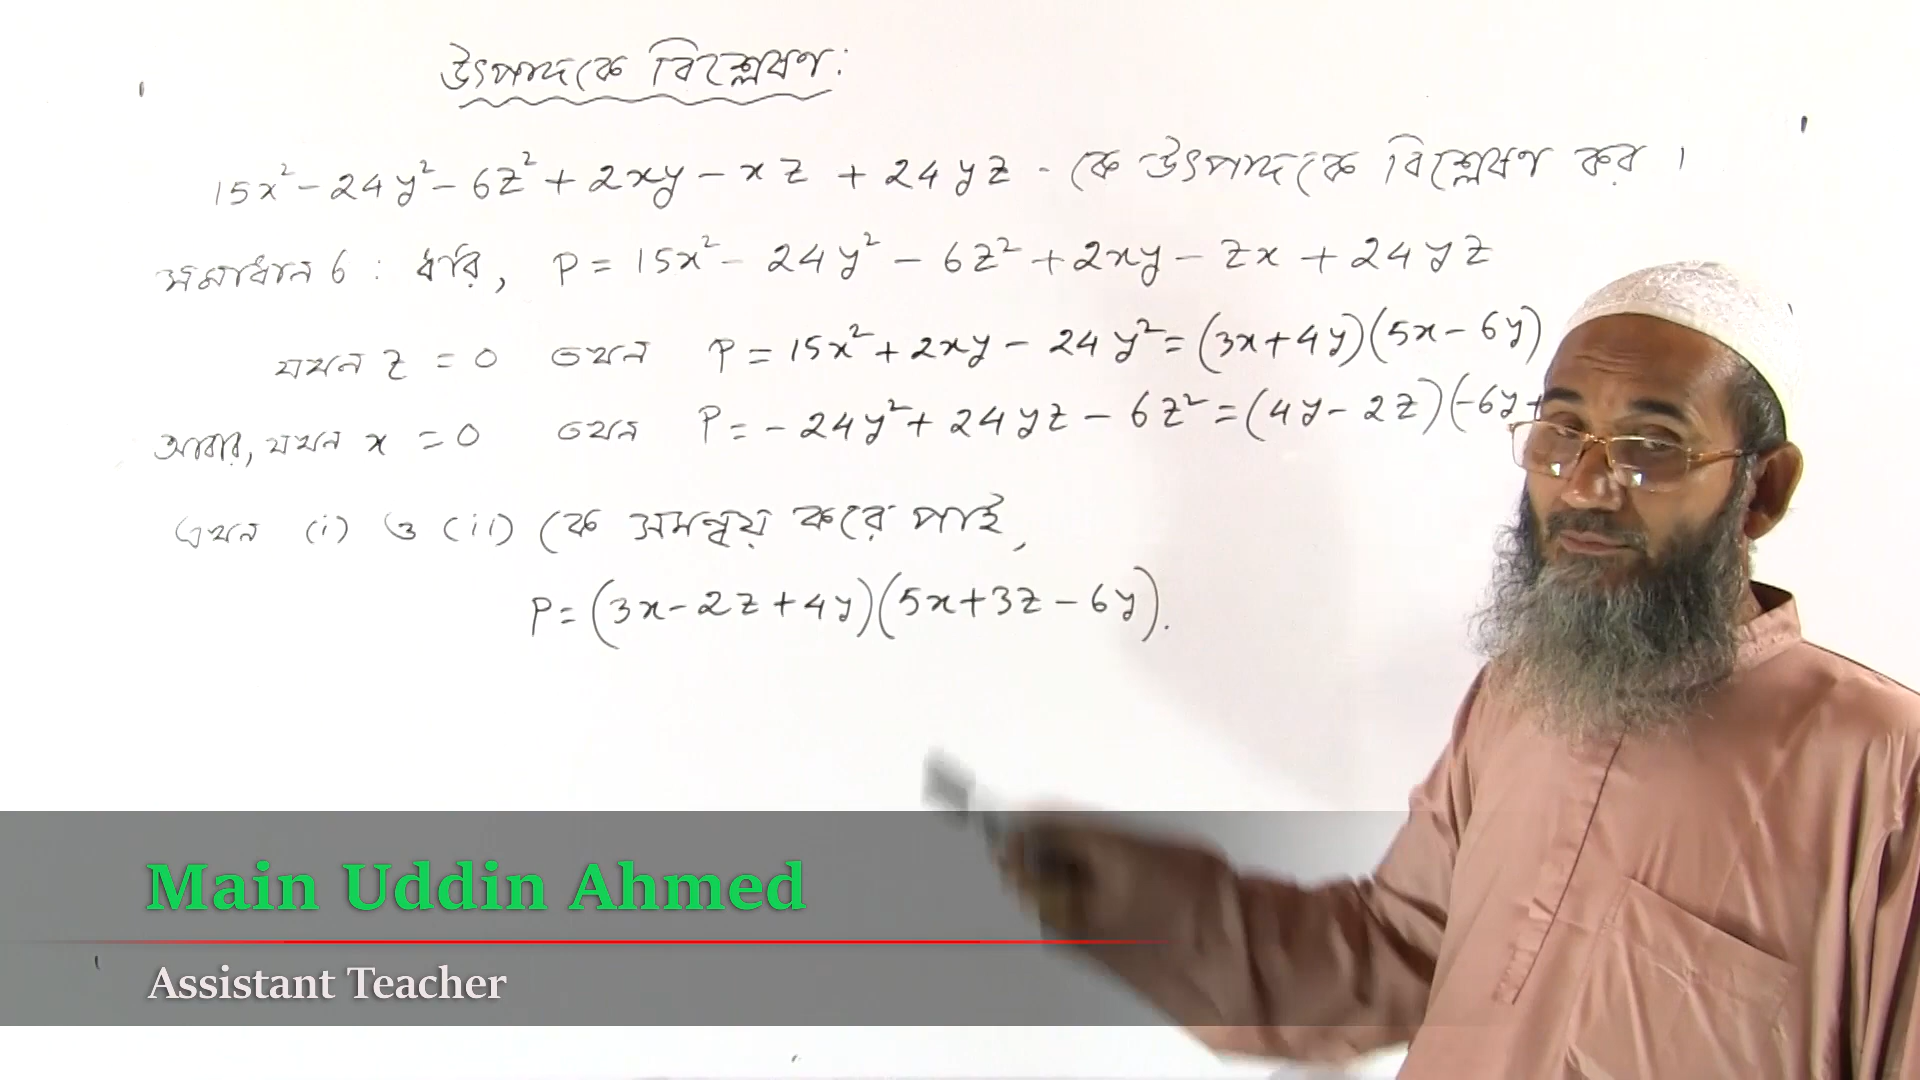 উৎপাদকে বিশ্লেষণ:
15x² - 24y² - 6z² + 2xy - xz + 24yz - কে উৎপাদকে বিশ্লেষণ কর।
সমাধান 6 : ধরি, P = 15x² - 24y² - 6z² + 2xy - zx + 24yz
যখন z = 0 তখন P = 15x² + 2xy - 24y² = (3x+4y)(5x-6y)
আবার, যখন x = 0 তখন P = -24y² + 24yz - 6z² = (4y-2z)(-6y+
এখন (i) ও (ii) কে সমন্বয় করে পাই,
P = (3x-2z+4y)(5x+3z-6y).
Main Uddin Ahmed
Assistant Teacher